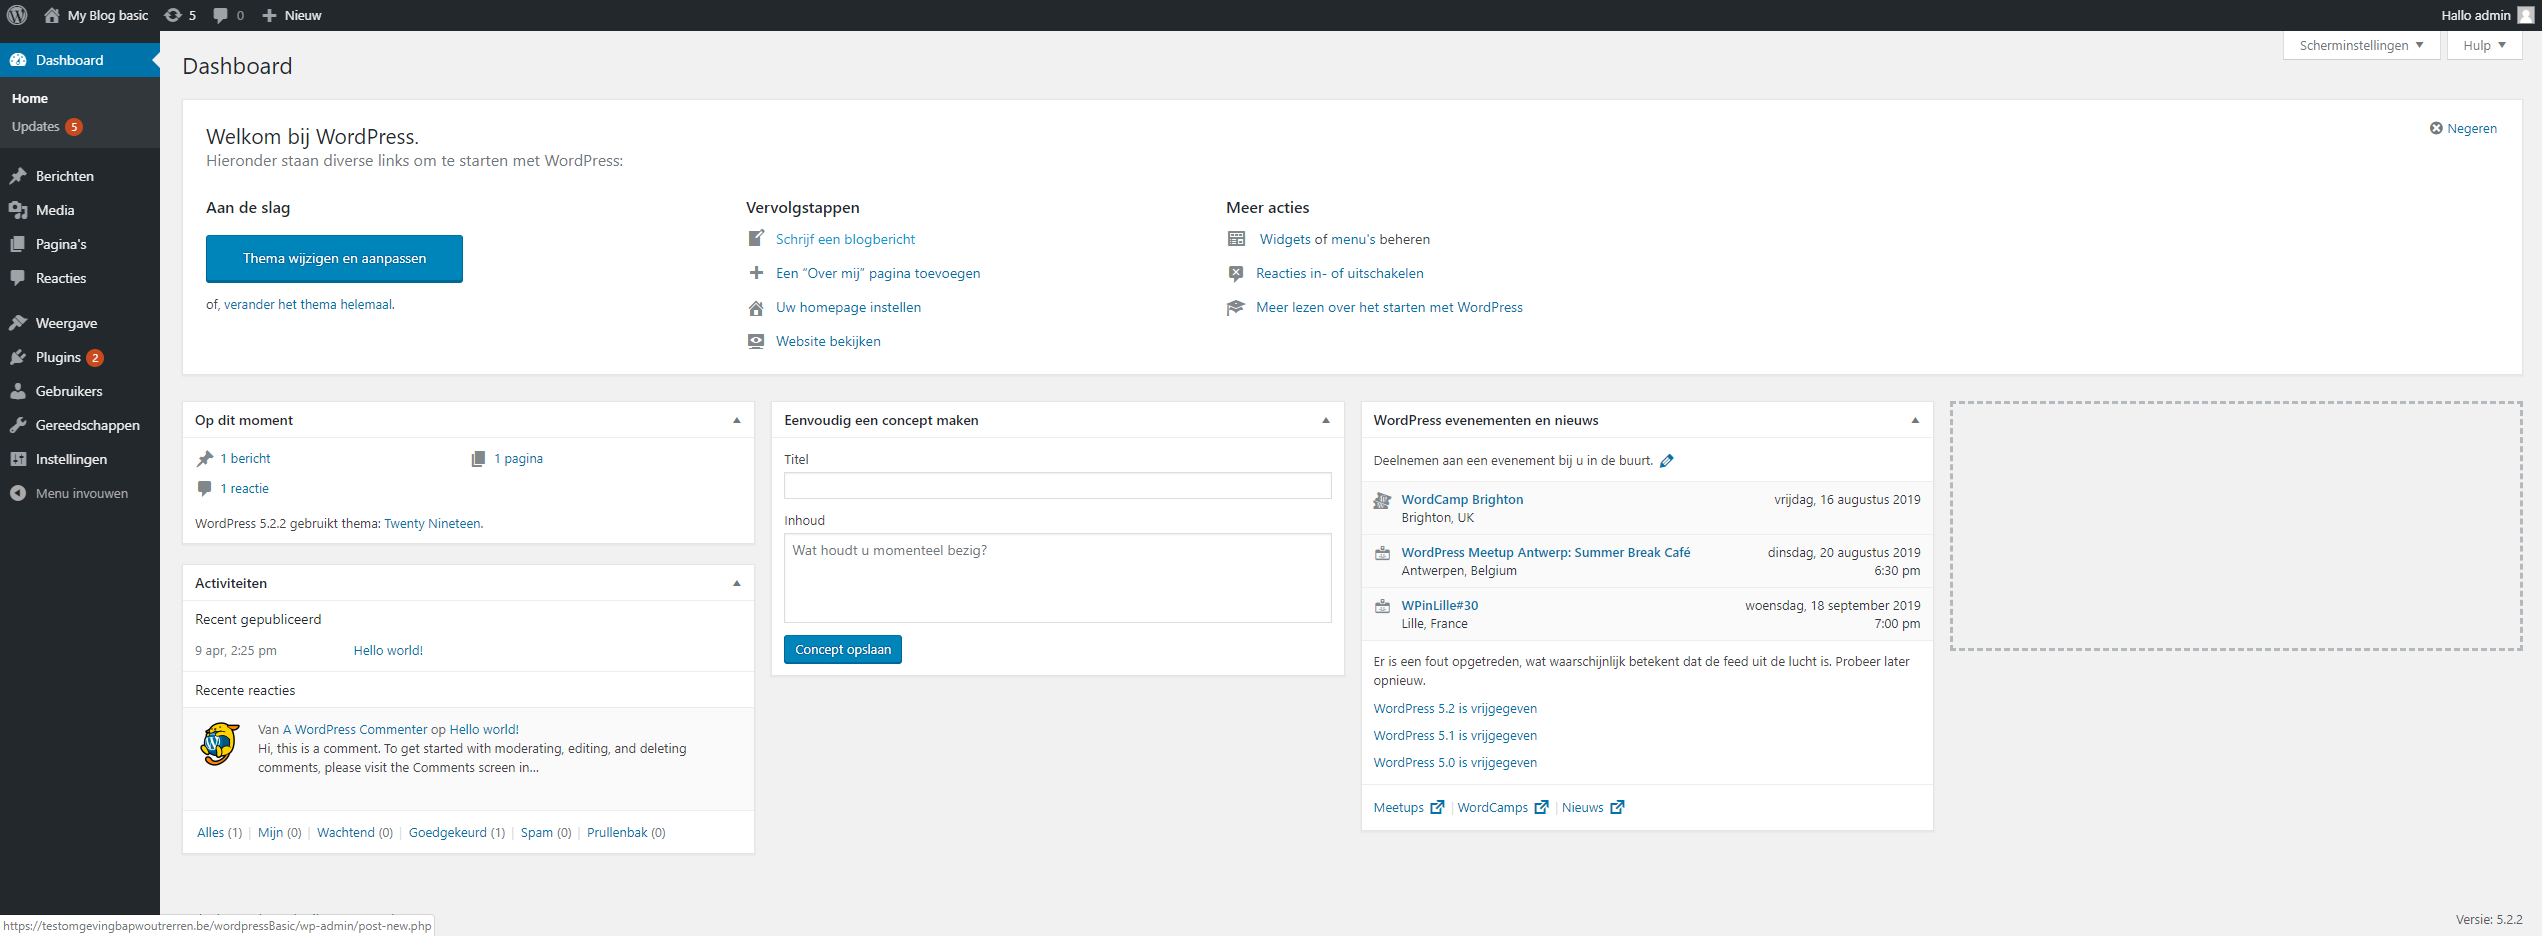 My Blog basic 5 0 Nieuw Hallo admin
Dashboard
Home
Updates 5
Berichten
Media
Pagina's
Reacties
Weergave
Plugins 2
Gebruikers
Gereedschappen
Instellingen
Menu invouwen
Scherminstellingen Hulp
Dashboard
Welkom bij WordPress.
Hieronder staan diverse links om te starten met WordPress:
Negeren
Aan de slag
Thema wijzigen en aanpassen
of, verander het thema helemaal.
Vervolgstappen
Schrijf een blogbericht
Een “Over mij” pagina toevoegen
Uw homepage instellen
Website bekijken
Meer acties
Widgets of menu's beheren
Reacties in- of uitschakelen
Meer lezen over het starten met WordPress
Op dit moment
1 bericht 1 pagina
1 reactie
WordPress 5.2.2 gebruikt thema: Twenty Nineteen.
Activiteiten
Recent gepubliceerd
9 apr, 2:25 pm Hello world!
Recente reacties
Van A WordPress Commenter op Hello world!
Hi, this is a comment. To get started with moderating, editing, and deleting
comments, please visit the Comments screen in...
Alles (1) | Mijn (0) | Wachtend (0) | Goedgekeurd (1) | Spam (0) | Prullenbak (0)
Eenvoudig een concept maken
Titel
Inhoud
Wat houdt u momenteel bezig?
Concept opslaan
WordPress evenementen en nieuws
Deelnemen aan een evenement bij u in de buurt.
WordCamp Brighton vrijdag, 16 augustus 2019
Brighton, UK
WordPress Meetup Antwerp: Summer Break Café dinsdag, 20 augustus 2019
Antwerpen, Belgium 6:30 pm
WPinLille#30 woensdag, 18 september 2019
Lille, France 7:00 pm
Er is een fout opgetreden, wat waarschijnlijk betekent dat de feed uit de lucht is. Probeer later
opnieuw.
WordPress 5.2 is vrijgegeven
WordPress 5.1 is vrijgegeven
WordPress 5.0 is vrijgegeven
Meetups | WordCamps | Nieuws
https://testomgevingbapwoutrerren.be/wordpressBasic/wp-admin/post-new.php
Versie: 5.2.2